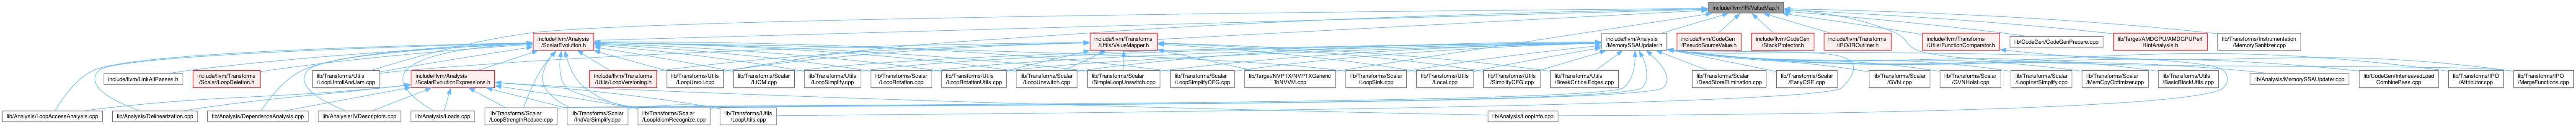 include/llvm/IR/ValueMap.h
include/llvm/Analysis
/ScalarEvolution.h
include/llvm/Transforms
/Utils/ValueMapper.h
include/llvm/Analysis
/MemorySSAUpdater.h
include/llvm/CodeGen
/PseudoSourceValue.h
include/llvm/CodeGen
/StackProtector.h
include/llvm/Transforms
/IPO/IROutliner.h
include/llvm/Transforms
/Utils/FunctionComparator.h
lib/CodeGen/CodeGenPrepare.cpp
lib/Target/AMDGPU/AMDGPUPerf
HintAnalysis.h
lib/Transforms/Instrumentation
/MemorySanitizer.cpp
include/llvm/LinkAllPasses.h
include/llvm/Transforms
/Scalar/LoopDeletion.h
lib/Transforms/Utils
/LoopUnrollAndJam.cpp
include/llvm/Analysis
/ScalarEvolutionExpressions.h
include/llvm/Transforms
/Utils/LoopVersioning.h
lib/Transforms/Utils
/LoopUnroll.cpp
lib/Transforms/Scalar
/LICM.cpp
lib/Transforms/Utils
/LoopSimplify.cpp
lib/Transforms/Scalar
/LoopRotation.cpp
lib/Transforms/Utils
/LoopRotationUtils.cpp
lib/Transforms/Scalar
/LoopUnswitch.cpp
lib/Transforms/Scalar
/SimpleLoopUnswitch.cpp
lib/Transforms/Scalar
/LoopSimplifyCFG.cpp
lib/Target/NVPTX/NVPTXGeneric
ToNVVM.cpp
lib/Transforms/Scalar
/LoopSink.cpp
lib/Transforms/Utils
/Local.cpp
lib/Transforms/Utils
/SimplifyCFG.cpp
lib/Transforms/Utils
/BreakCriticalEdges.cpp
lib/Transforms/Scalar
/DeadStoreElimination.cpp
lib/Transforms/Scalar
/EarlyCSE.cpp
lib/Transforms/Scalar
/GVN.cpp
lib/Transforms/Scalar
/GVNHoist.cpp
lib/Transforms/Scalar
/LoopInstSimplify.cpp
lib/Transforms/Scalar
/MemCpyOptimizer.cpp
lib/Transforms/Utils
/BasicBlockUtils.cpp
lib/Analysis/MemorySSAUpdater.cpp
lib/CodeGen/InterleavedLoad
CombinePass.cpp
lib/Transforms/IPO
/Attributor.cpp
lib/Transforms/IPO
/MergeFunctions.cpp
lib/Analysis/LoopAccessAnalysis.cpp
lib/Analysis/Delinearization.cpp
lib/Analysis/DependenceAnalysis.cpp
lib/Analysis/IVDescriptors.cpp
lib/Analysis/Loads.cpp
lib/Transforms/Scalar
/LoopStrengthReduce.cpp
lib/Transforms/Scalar
/IndVarSimplify.cpp
lib/Transforms/Scalar
/LoopIdiomRecognize.cpp
lib/Transforms/Utils
/LoopUtils.cpp
lib/Analysis/LoopInfo.cpp